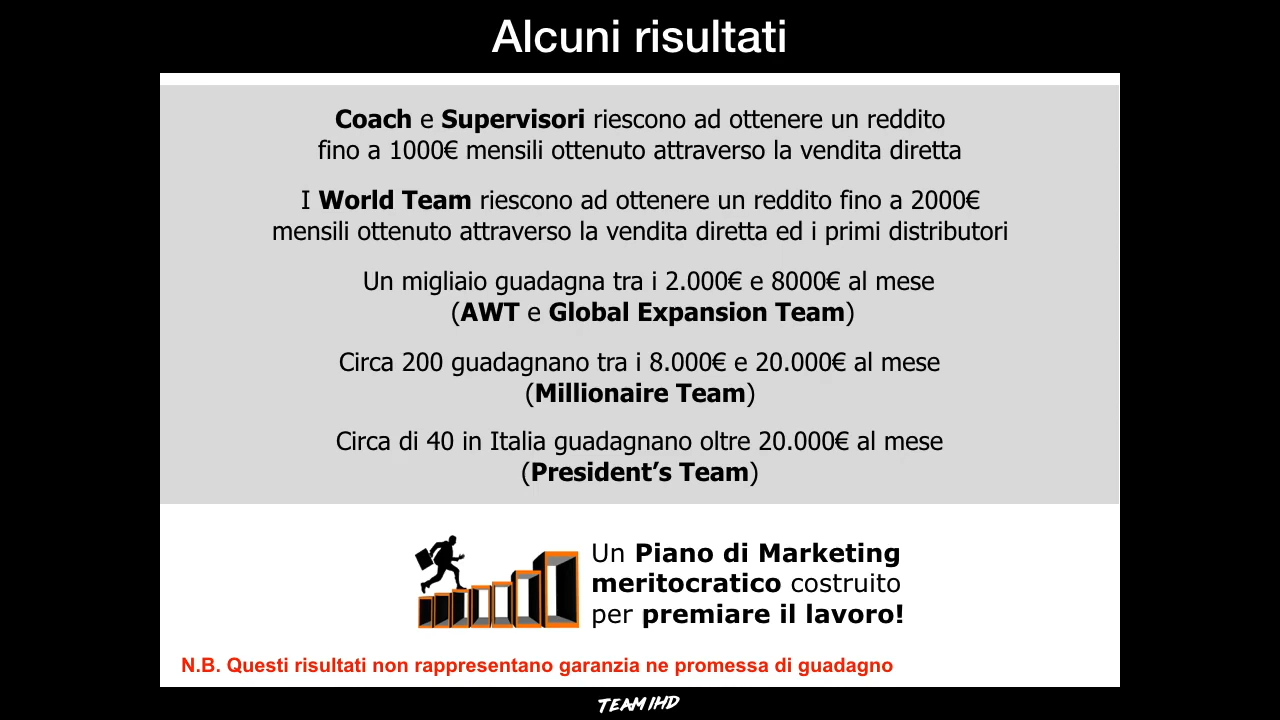 Alcuni risultati
Coach e Supervisori riescono ad ottenere un reddito
fino a 1000€ mensili ottenuto attraverso la vendita diretta
I World Team riescono ad ottenere un reddito fino a 2000€
mensili ottenuto attraverso la vendita diretta ed i primi distributori
Un migliaio guadagna tra i 2.000€ e 8000€ al mese
(AWT e Global Expansion Team)
Circa 200 guadagnano tra i 8.000€ e 20.000€ al mese
(Millionaire Team)
Circa di 40 in Italia guadagnano oltre 20.000€ al mese
(President’s Team)
Un Piano di Marketing
meritocratico costruito
per premiare il lavoro!
N.B. Questi risultati non rappresentano garanzia ne promessa di guadagno
TEAM IHD